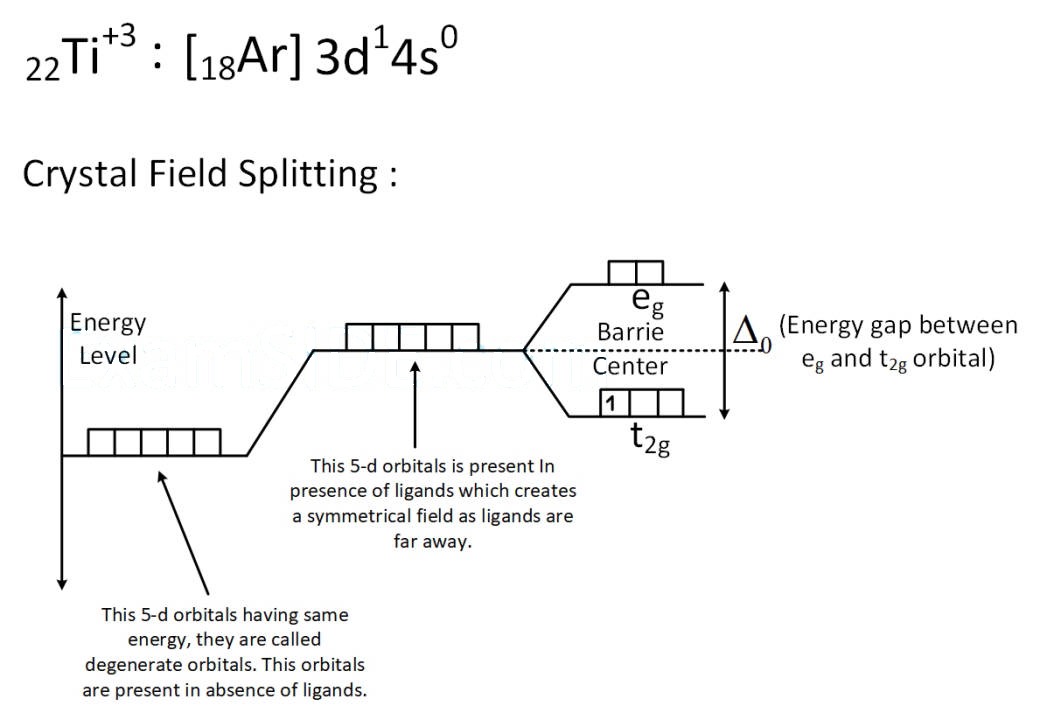 ₂₂Ti⁺³ : [₁₈Ar] 3d¹4s⁰
Crystal Field Splitting :
Energy
Level
e_g
Barrie
Center
1
t₂g
Δ₀ (Energy gap between
e_g and t₂g orbital)
This 5-d orbitals is present In
presence of ligands which creates
a symmetrical field as ligands are
far away.
This 5-d orbitals having same
energy, they are called
degenerate orbitals. This orbitals
are present in absence of ligands.